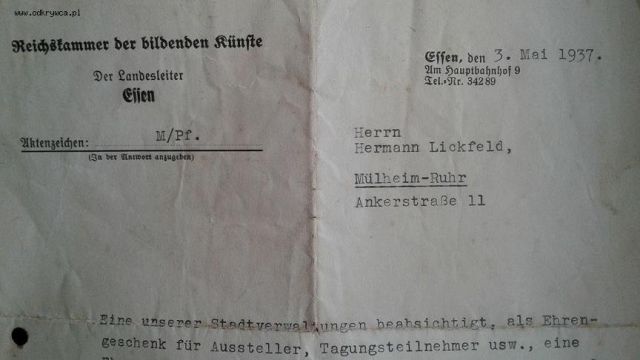 www.odkrywca.pl
Reichskammer der bildenden Künste
Der Landesleiter
Essen
Aktenzeichen: M/Pf.
(In der Antwort anzugeben)
Essen, den 3. Mai 1937.
Am Hauptbahnhof 9
Tel.-Nr. 34289
Herrn
Hermann Lickfeld,
Mülheim-Ruhr
Ankerstraße 11
Eine unserer Stadtverwaltungen beabsichtigt, als Ehren-
geschenk für Aussteller, Tagungsteilnehmer usw., eine